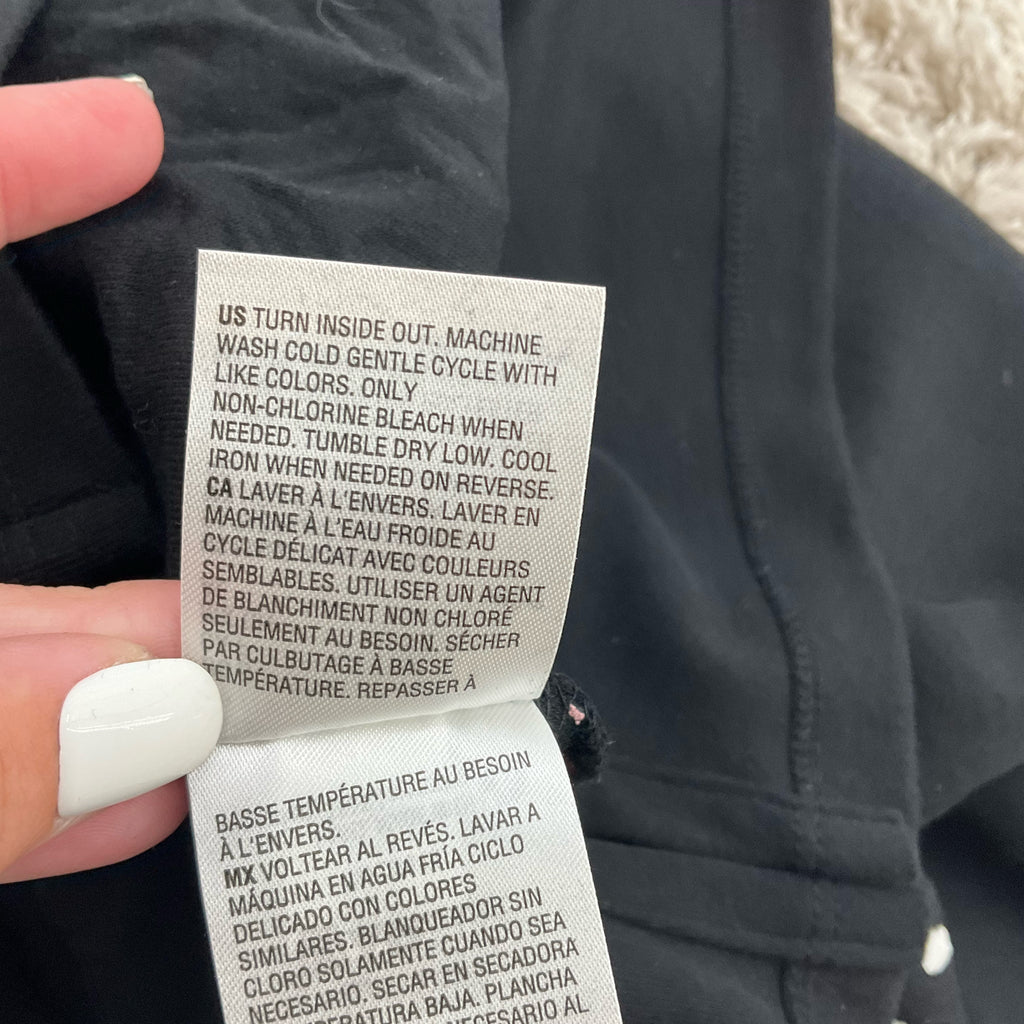 US TURN INSIDE OUT. MACHINE
WASH COLD GENTLE CYCLE WITH
LIKE COLORS. ONLY
NON-CHLORINE BLEACH WHEN
NEEDED. TUMBLE DRY LOW. COOL
IRON WHEN NEEDED ON REVERSE.
CA LAVER À L'ENVERS. LAVER EN
MACHINE À L'EAU FROIDE AU
CYCLE DÉLICAT AVEC COULEURS
SEMBLABLES. UTILISER UN AGENT
DE BLANCHIMENT NON CHLORÉ
SEULEMENT AU BESOIN. SÉCHER
PAR CULBUTAGE À BASSE
TEMPÉRATURE. REPASSER À
BASSE TEMPÉRATURE AU BESOIN
À L'ENVERS.
MX VOLTEAR AL REVÉS. LAVAR A
MÁQUINA EN AGUA FRÍA CICLO
DELICADO CON COLORES
SIMILARES. BLANQUEADOR SIN
CLORO SOLAMENTE CUANDO SEA
NECESARIO. SECAR EN SECADORA
BAJA. PLANCHA
NECESARIO AL